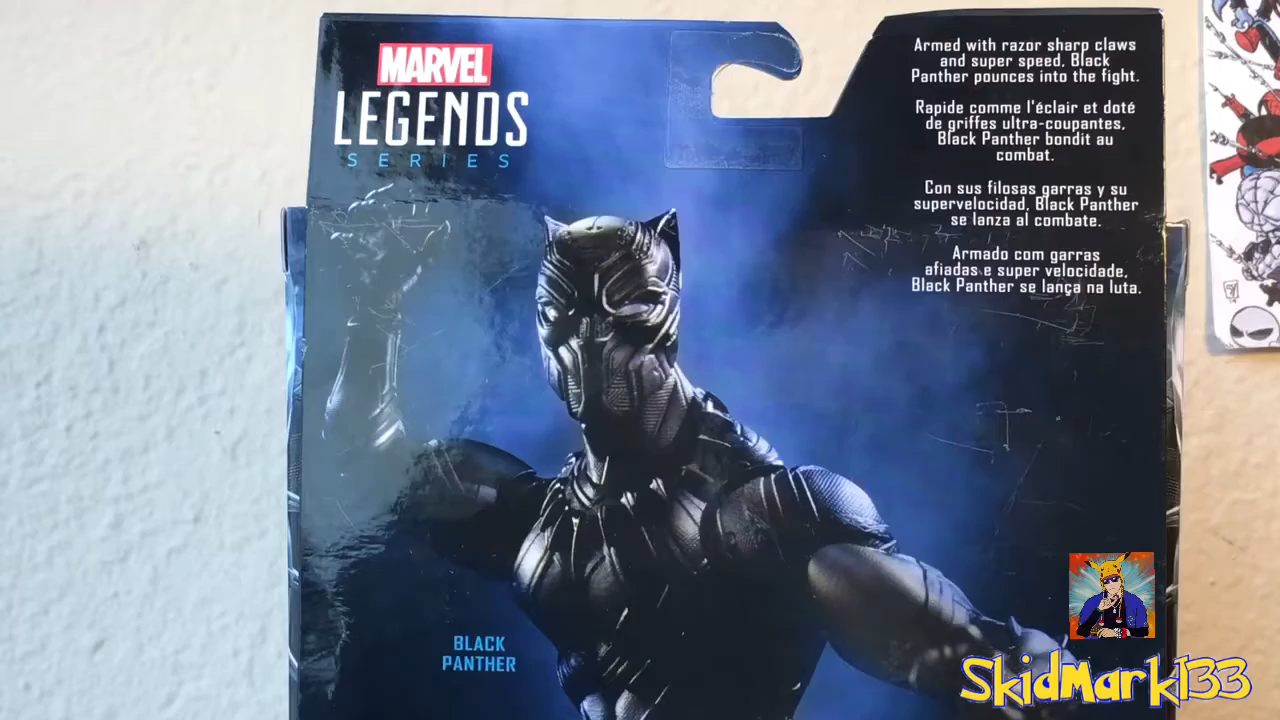 MARVEL
LEGENDS
SERIES
Armed with razor sharp claws
and super speed, Black
Panther pounces into the fight.
Rapide comme l'éclair et doté
de griffes ultra-coupantes,
Black Panther bondit au
combat.
Con sus filosas garras y su
supervelocidad, Black Panther
se lanza al combate.
Armado com garras
afiadas e super velocidade,
Black Panther se lança na luta.
BLACK
PANTHER
SkidMark133